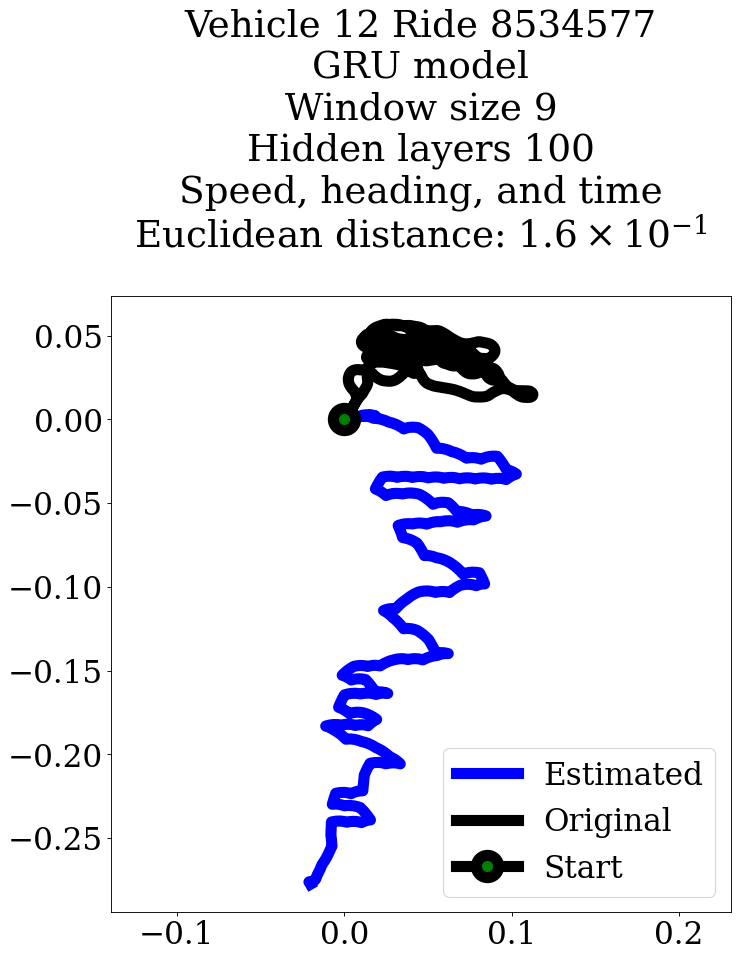 Vehicle 12 Ride 8534577
GRU model
Window size 9
Hidden layers 100
Speed, heading, and time
Euclidean distance: 1.6 × 10⁻¹
0.05
0.00
−0.05
−0.10
−0.15
−0.20
−0.25
Estimated
Original
Start
−0.1
0.0
0.1
0.2